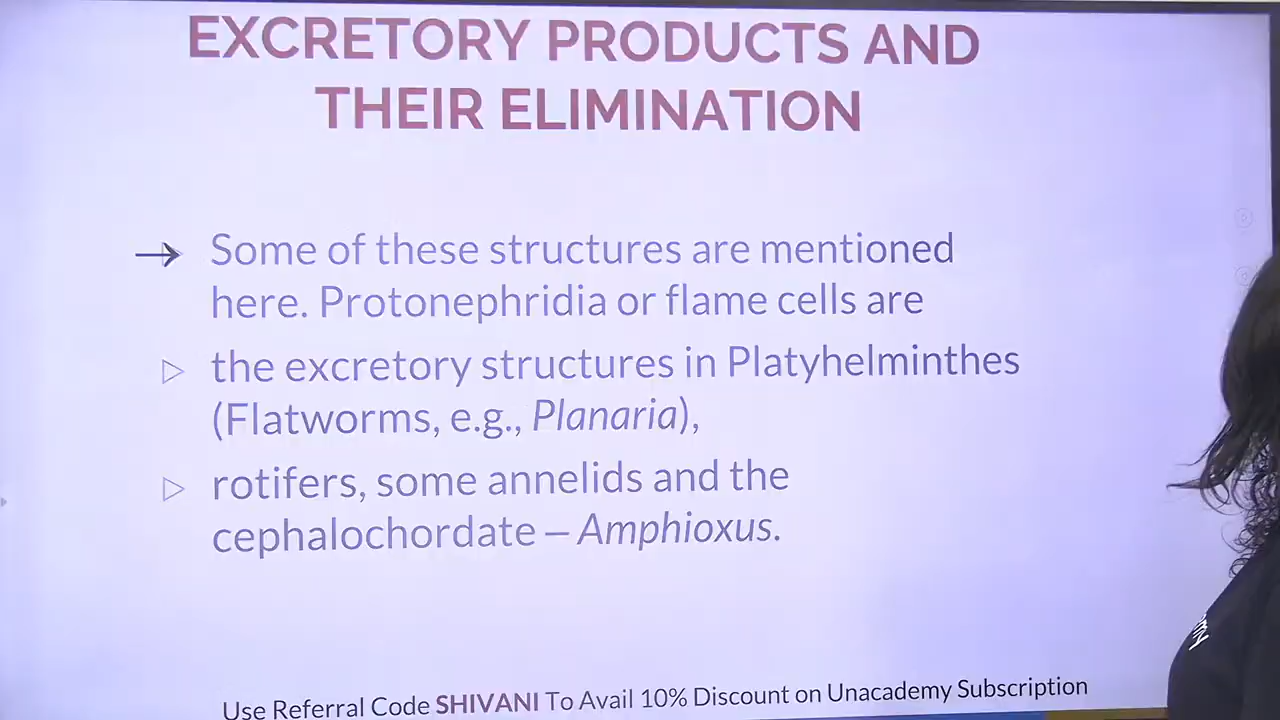 EXCRETORY PRODUCTS AND
THEIR ELIMINATION
Some of these structures are mentioned
here. Protonephridia or flame cells are
the excretory structures in Platyhelminthes
(Flatworms, e.g., Planaria),
rotifers, some annelids and the
cephalochordate – Amphioxus.
Use Referral Code SHIVANI To Avail 10% Discount on Unacademy Subscription